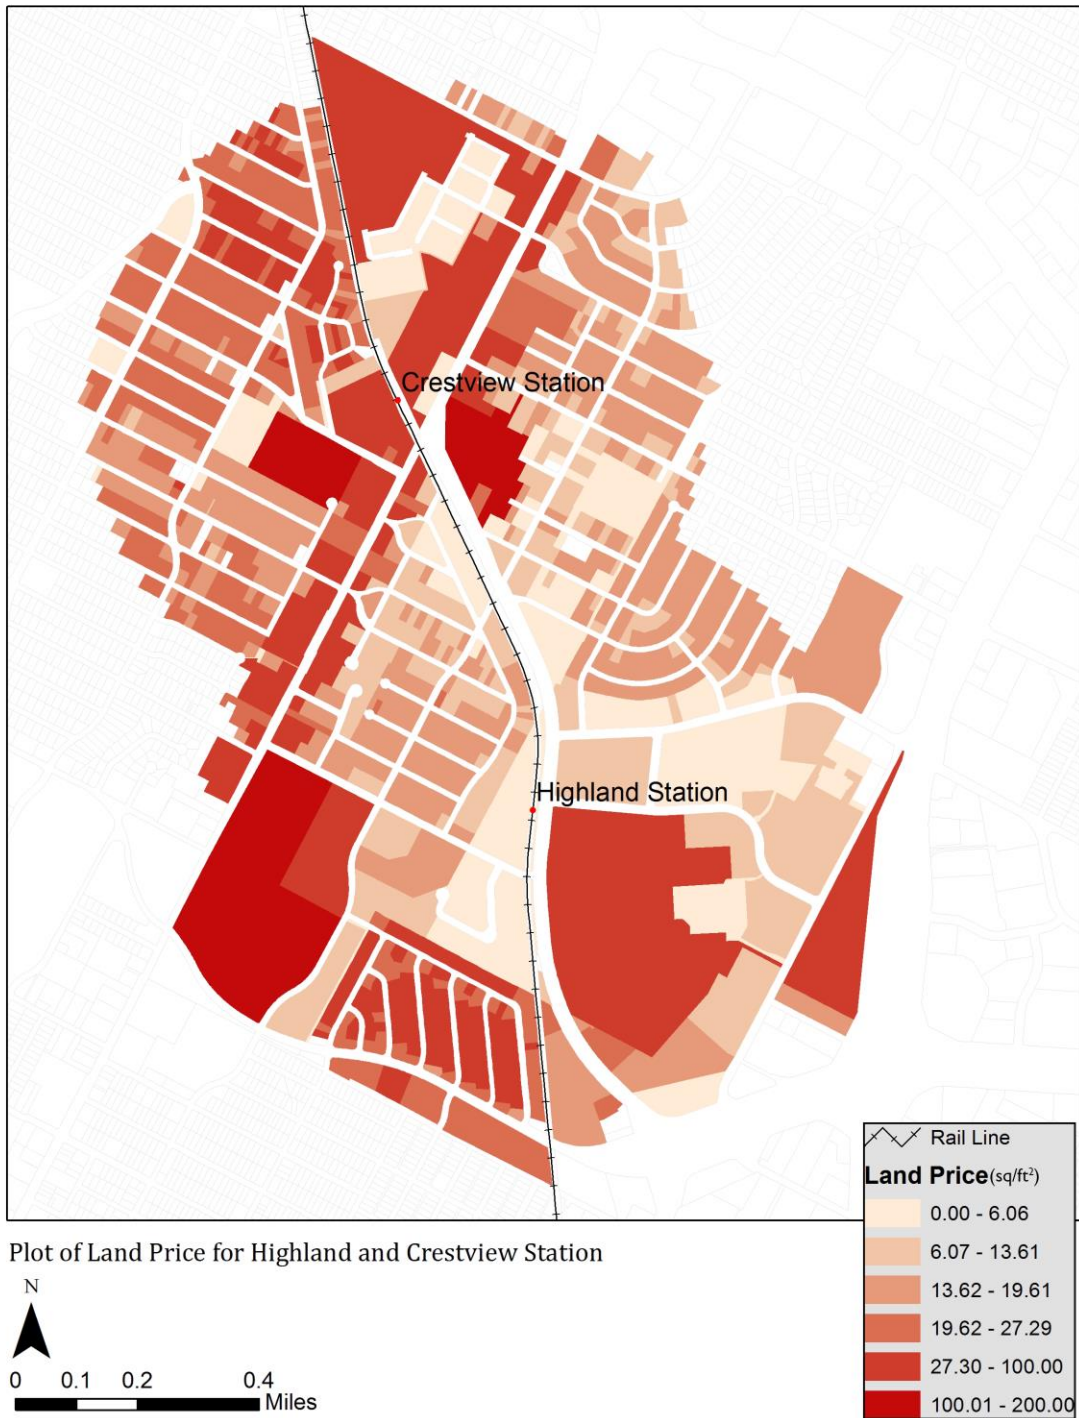 Crestview Station
Highland Station
Rail Line
Land Price(sq/ft²)
0.00 - 6.06
6.07 - 13.61
13.62 - 19.61
19.62 - 27.29
27.30 - 100.00
100.01 - 200.00
Plot of Land Price for Highland and Crestview Station
N
0 0.1 0.2 0.4
Miles